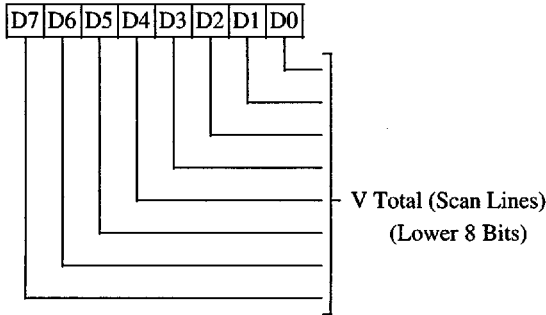 D7 D6 D5 D4 D3 D2 D1 D0
V Total (Scan Lines)
(Lower 8 Bits)